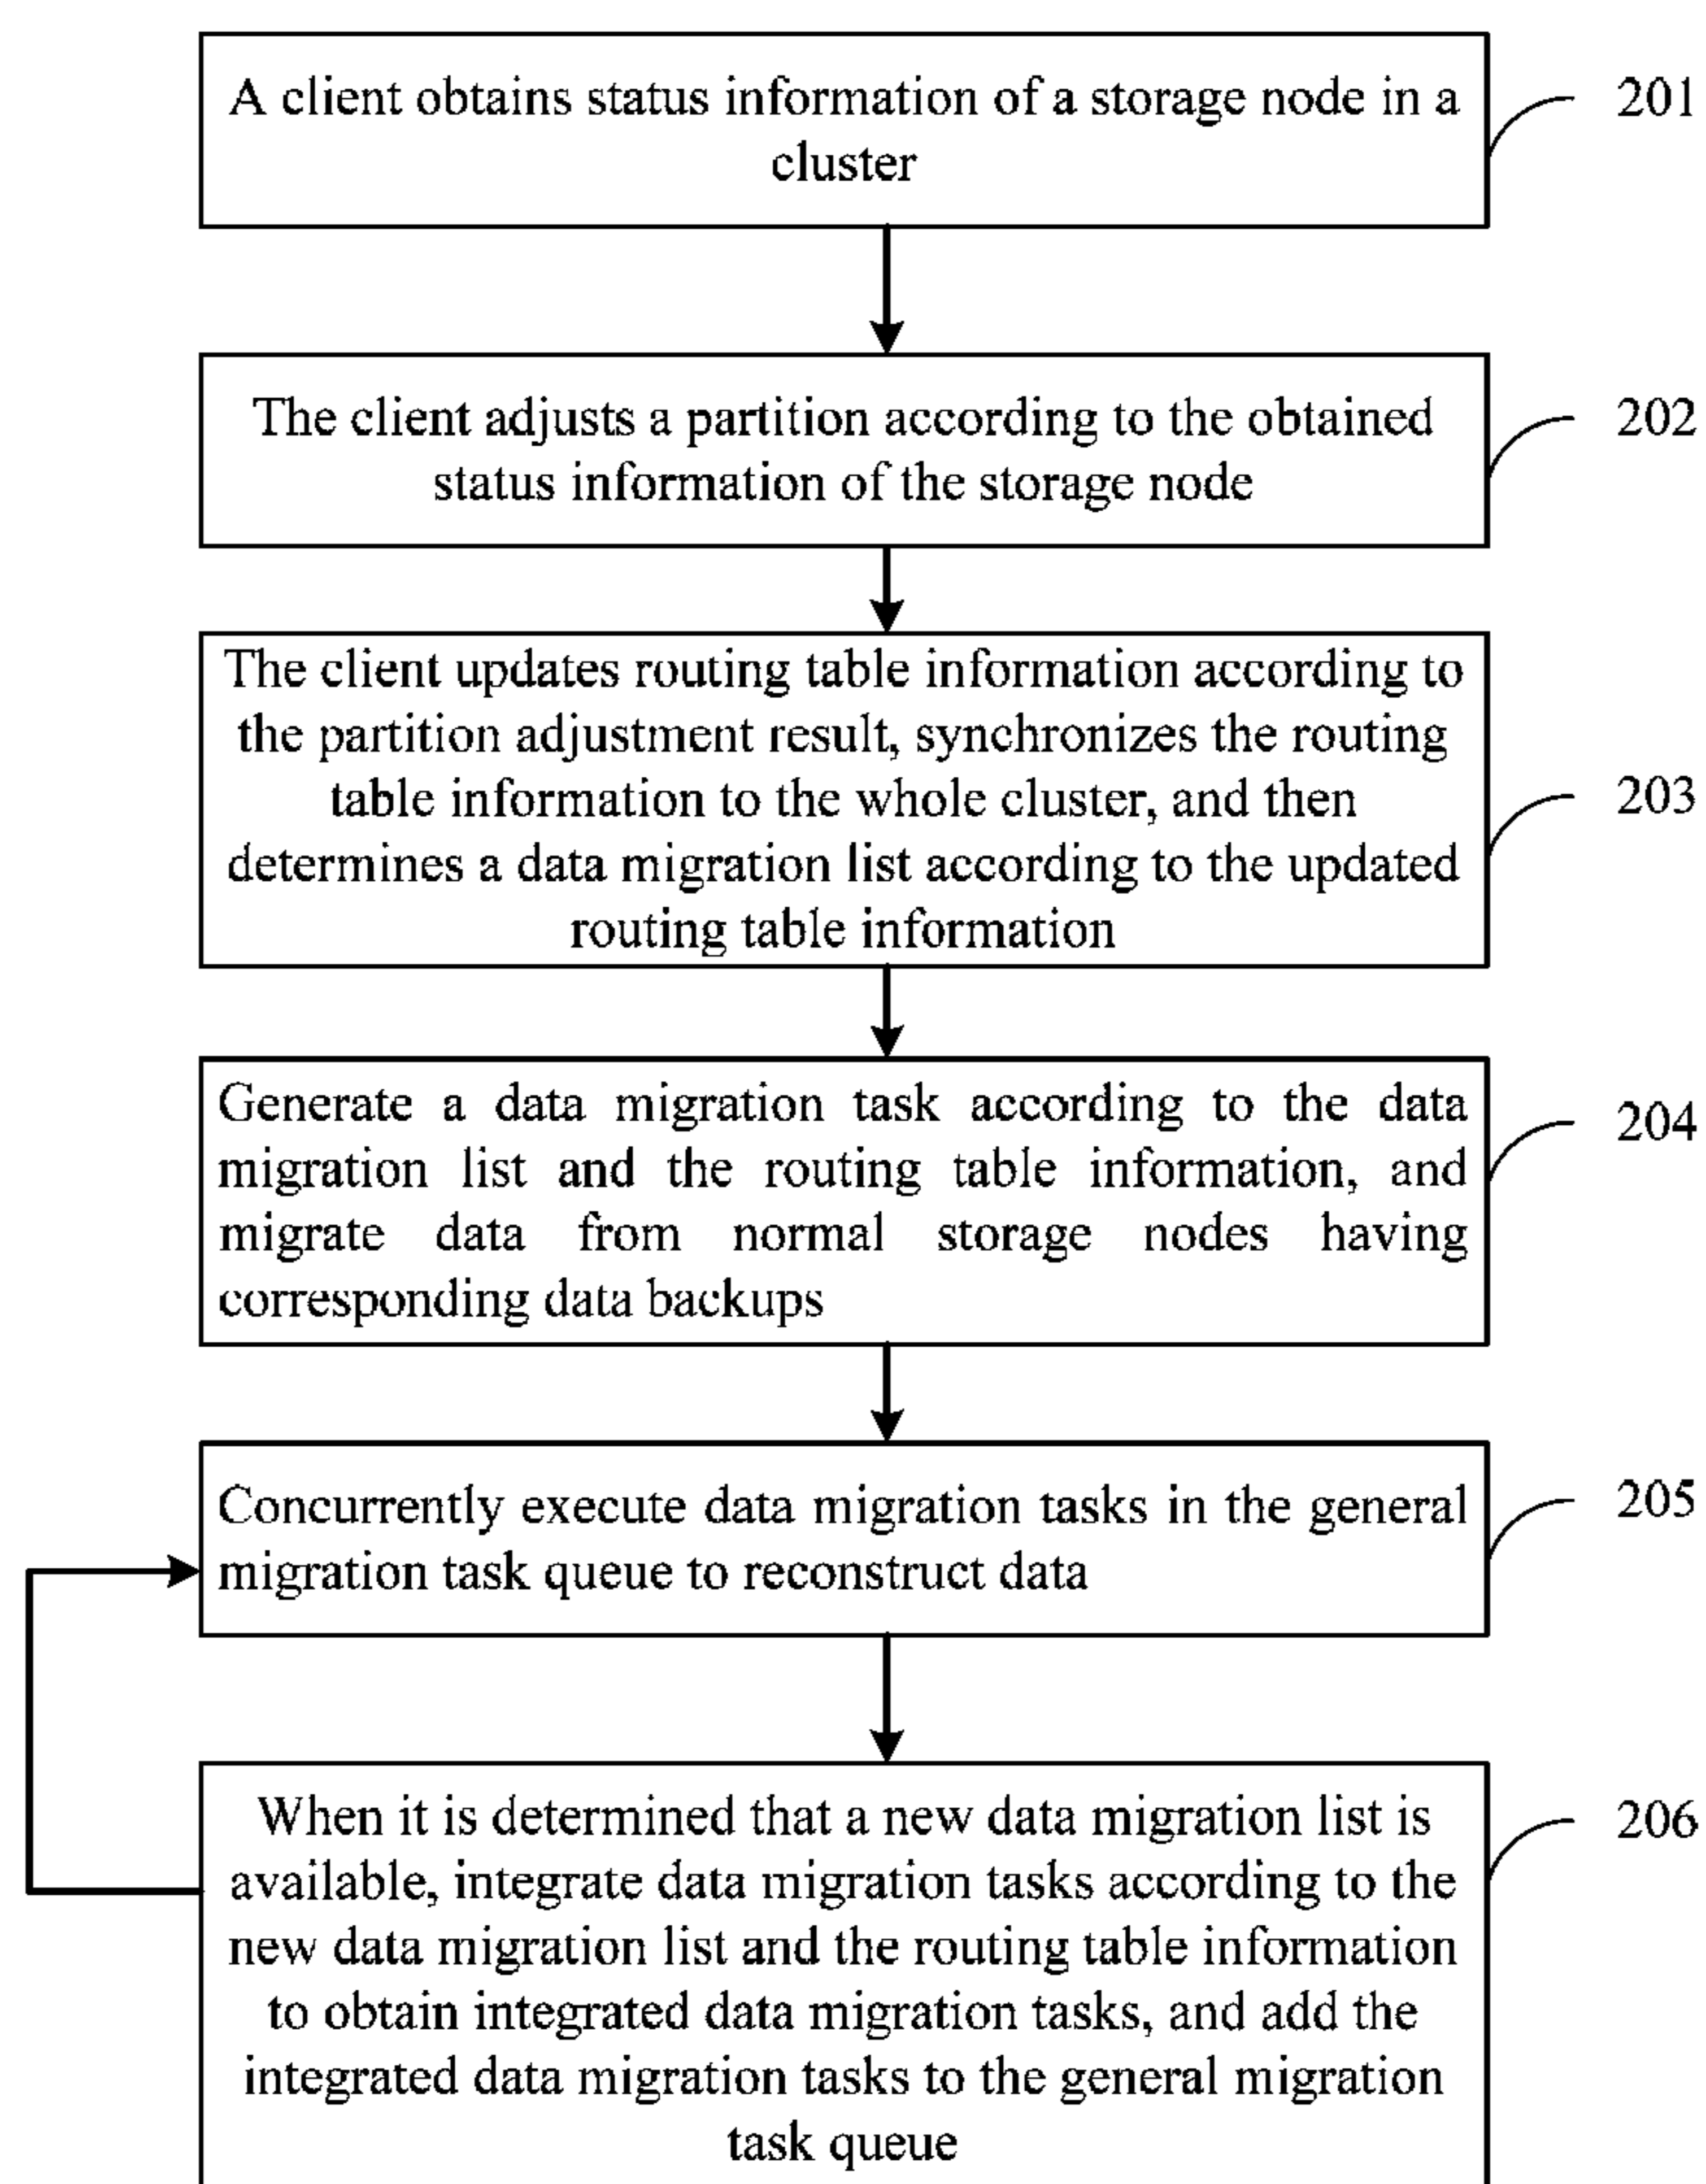 A client obtains status information of a storage node in a
cluster
201
The client adjusts a partition according to the obtained
status information of the storage node
202
The client updates routing table information according to
the partition adjustment result, synchronizes the routing
table information to the whole cluster, and then
determines a data migration list according to the updated
routing table information
203
Generate a data migration task according to the data
migration list and the routing table information, and
migrate data from normal storage nodes having
corresponding data backups
204
Concurrently execute data migration tasks in the general
migration task queue to reconstruct data
205
When it is determined that a new data migration list is
available, integrate data migration tasks according to the
new data migration list and the routing table information
to obtain integrated data migration tasks, and add the
integrated data migration tasks to the general migration
task queue
206